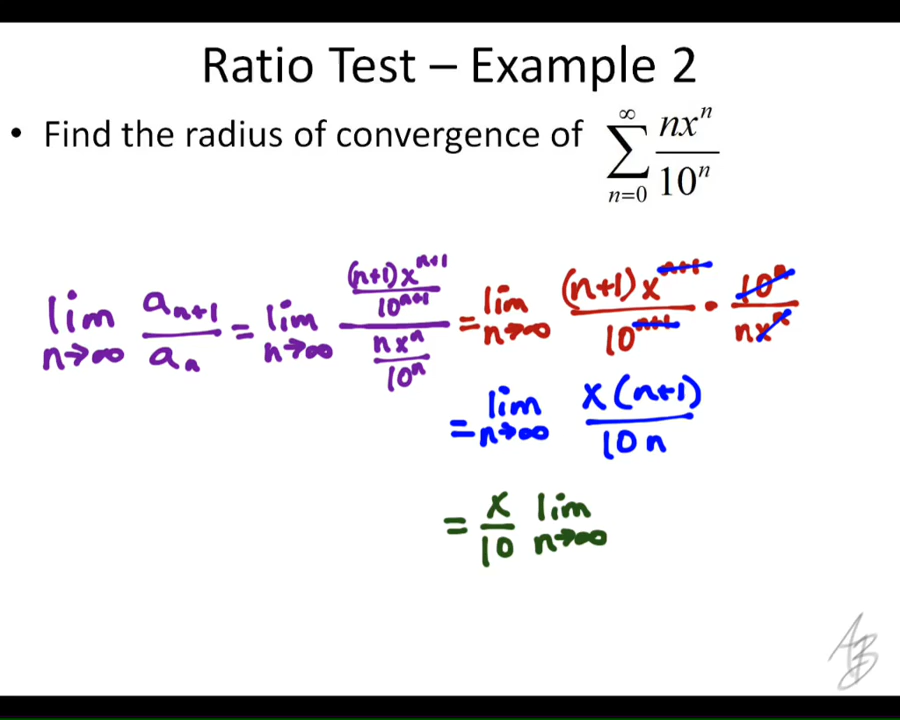 Ratio Test – Example 2
• Find the radius of convergence of ∑_{n=0}^{∞} nx^n / 10^n
lim_{n→∞} a_{n+1} / a_n = lim_{n→∞} ((n+1)x^{n+1} / 10^{n+1}) / (nx^n / 10^n) = lim_{n→∞} (n+1)x^{n+1} / 10^{n+1} · 10^n / nx^n
= lim_{n→∞} x(n+1) / 10n
= x/10 lim_{n→∞}